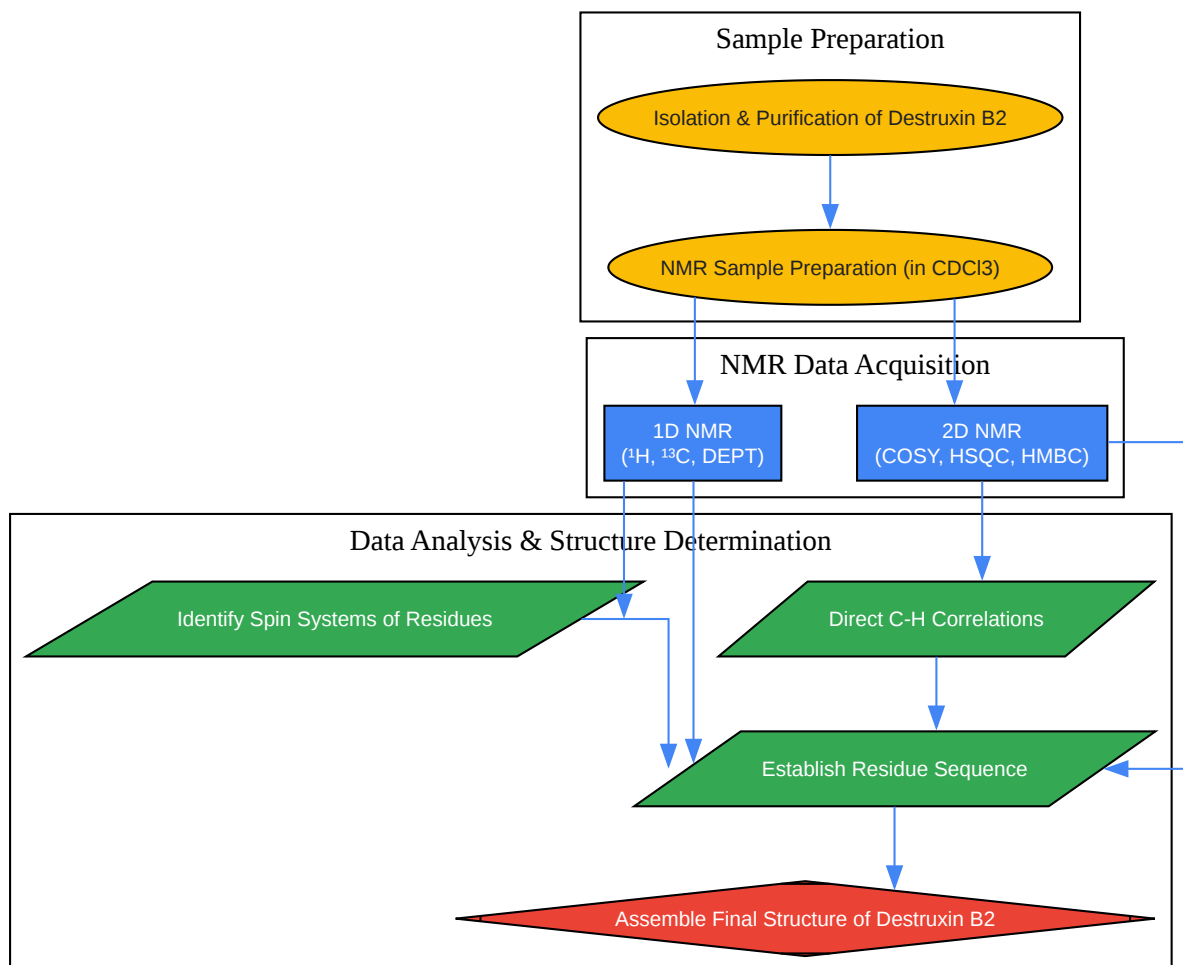 Sample Preparation
Isolation & Purification of Destruxin B2
NMR Sample Preparation (in CDCl3)
NMR Data Acquisition
1D NMR
(¹H, ¹³C, DEPT)
2D NMR
(COSY, HSQC, HMBC)
Data Analysis & Structure Determination
Identify Spin Systems of Residues
Direct C-H Correlations
Establish Residue Sequence
Assemble Final Structure of Destruxin B2